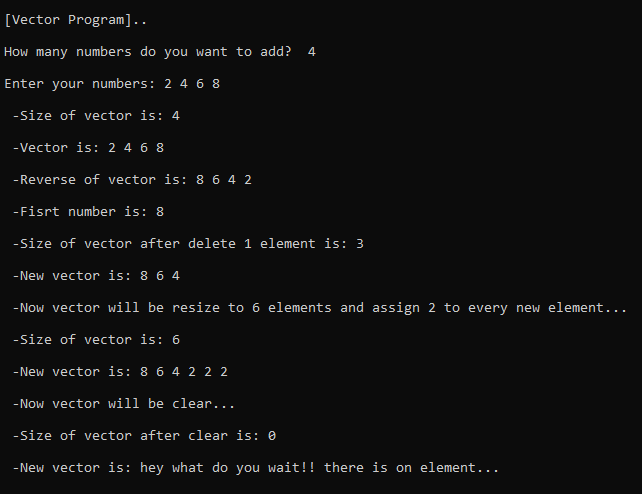 [Vector Program]..
How many numbers do you want to add?  4
Enter your numbers: 2 4 6 8
-Size of vector is: 4
-Vector is: 2 4 6 8
-Reverse of vector is: 8 6 4 2
-Fisrt number is: 8
-Size of vector after delete 1 element is: 3
-New vector is: 8 6 4
-Now vector will be resize to 6 elements and assign 2 to every new element...
-Size of vector is: 6
-New vector is: 8 6 4 2 2 2
-Now vector will be clear...
-Size of vector after clear is: 0
-New vector is: hey what do you wait!! there is on element...